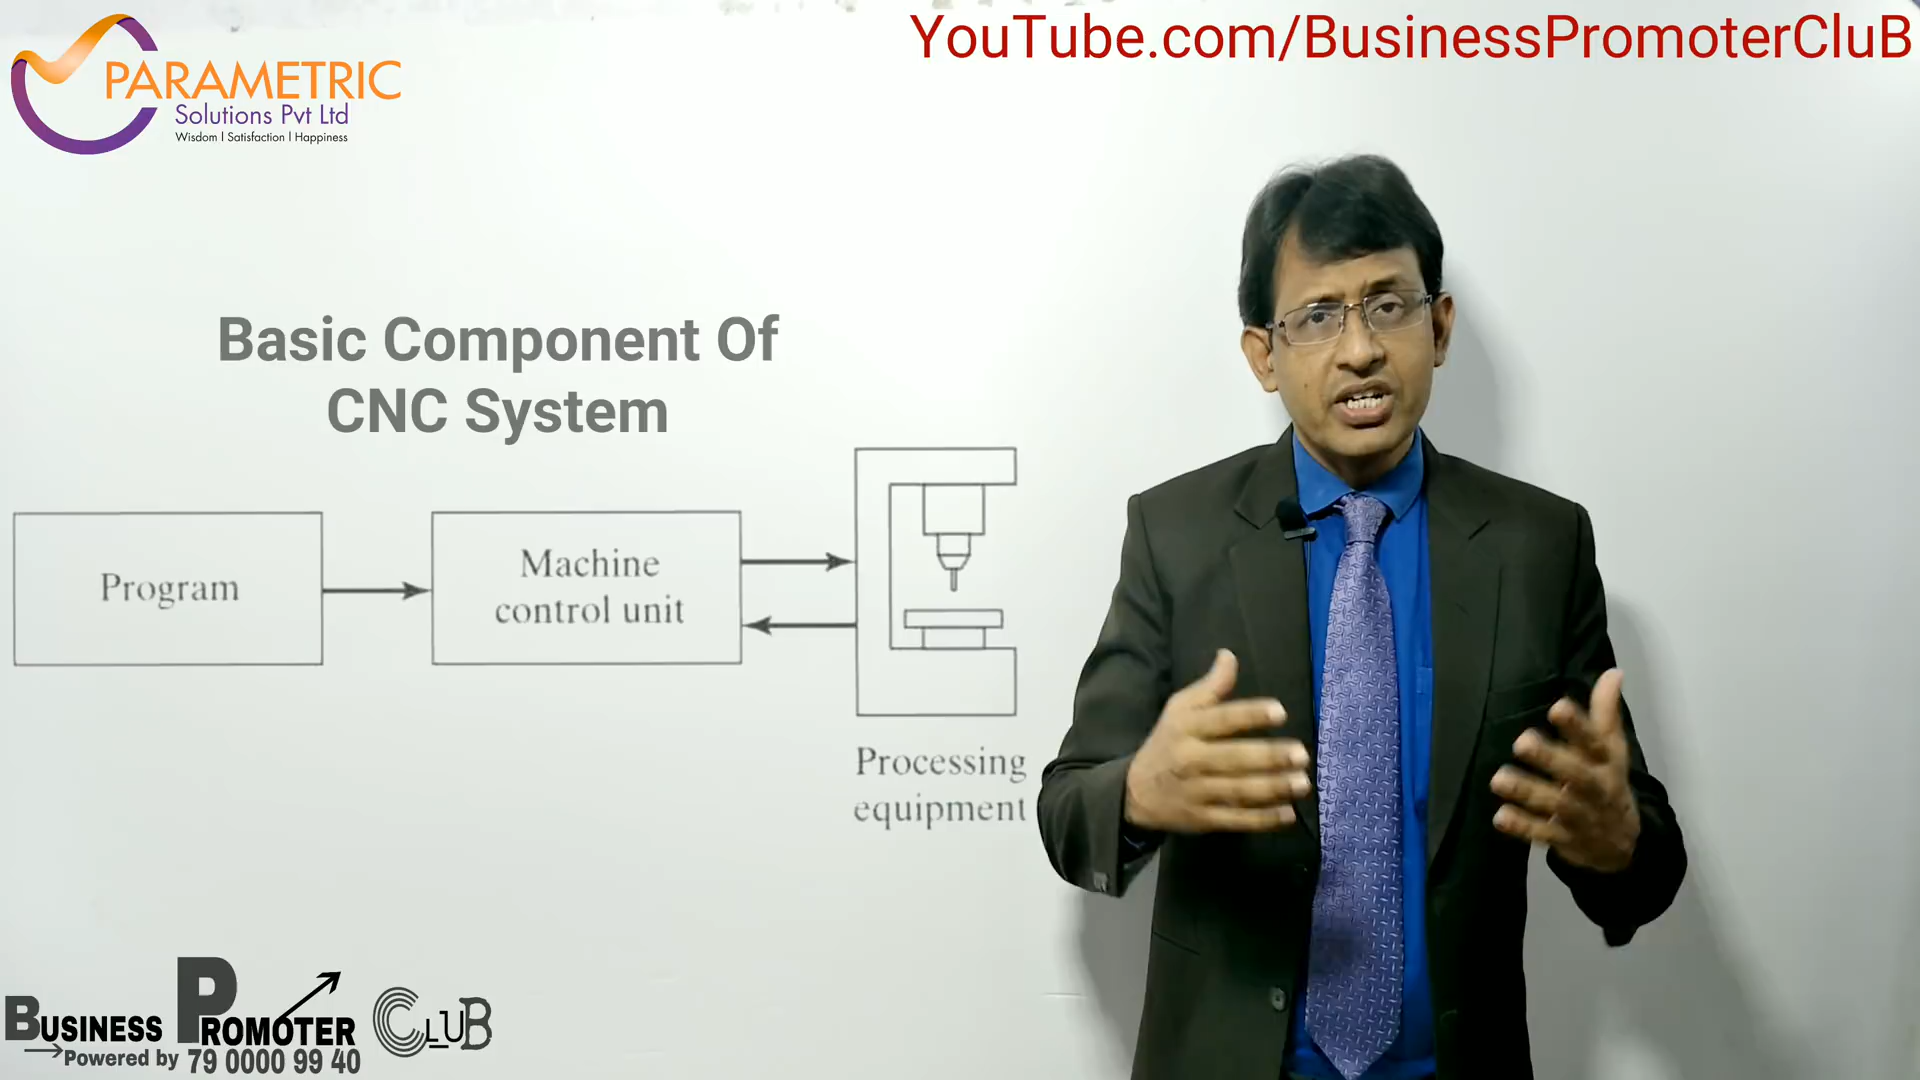 YouTube.com/BusinessPromoterCluB
PARAMETRIC
Solutions Pvt Ltd
Wisdom | Satisfaction | Happiness
Basic Component Of
CNC System
Program
Machine
control unit
Processing
equipment
BUSINESS PROMOTER CLUB
Powered by 79 0000 99 40